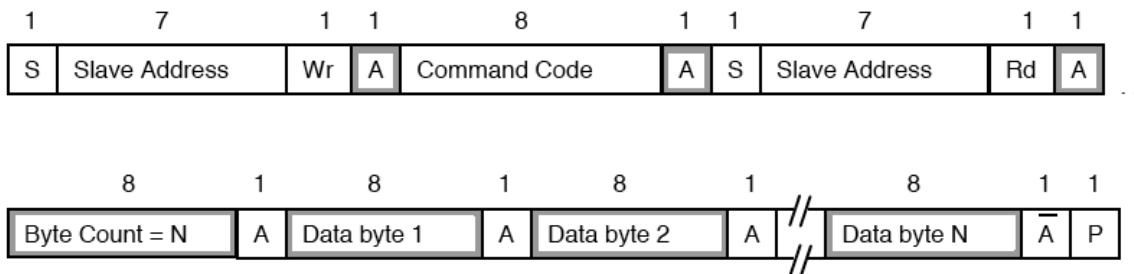 1 7 1 1 8 1 1 7 1 1
S Slave Address Wr A Command Code A S Slave Address Rd A
8 1 8 1 8 1 8 1 1
Byte Count = N A Data byte 1 A Data byte 2 A Data byte N A̅ P